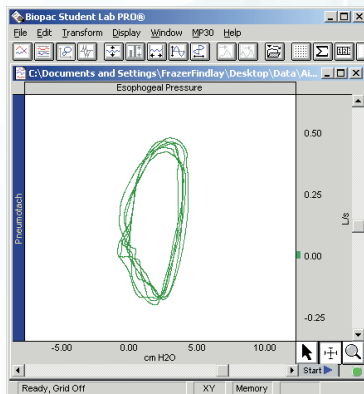 Biopac Student Lab PRO®
File Edit Transform Display Window MP30 Help
C:\Documents and Settings\FrazerFindlay\Desktop\Data\Ai...
Esophogeal Pressure
Pneumotach
0.50
0.25
0.00
-0.25
L/s
-5.00 0.00 5.00 10.00
cm H2O
Start
Ready, Grid Off XY Memory